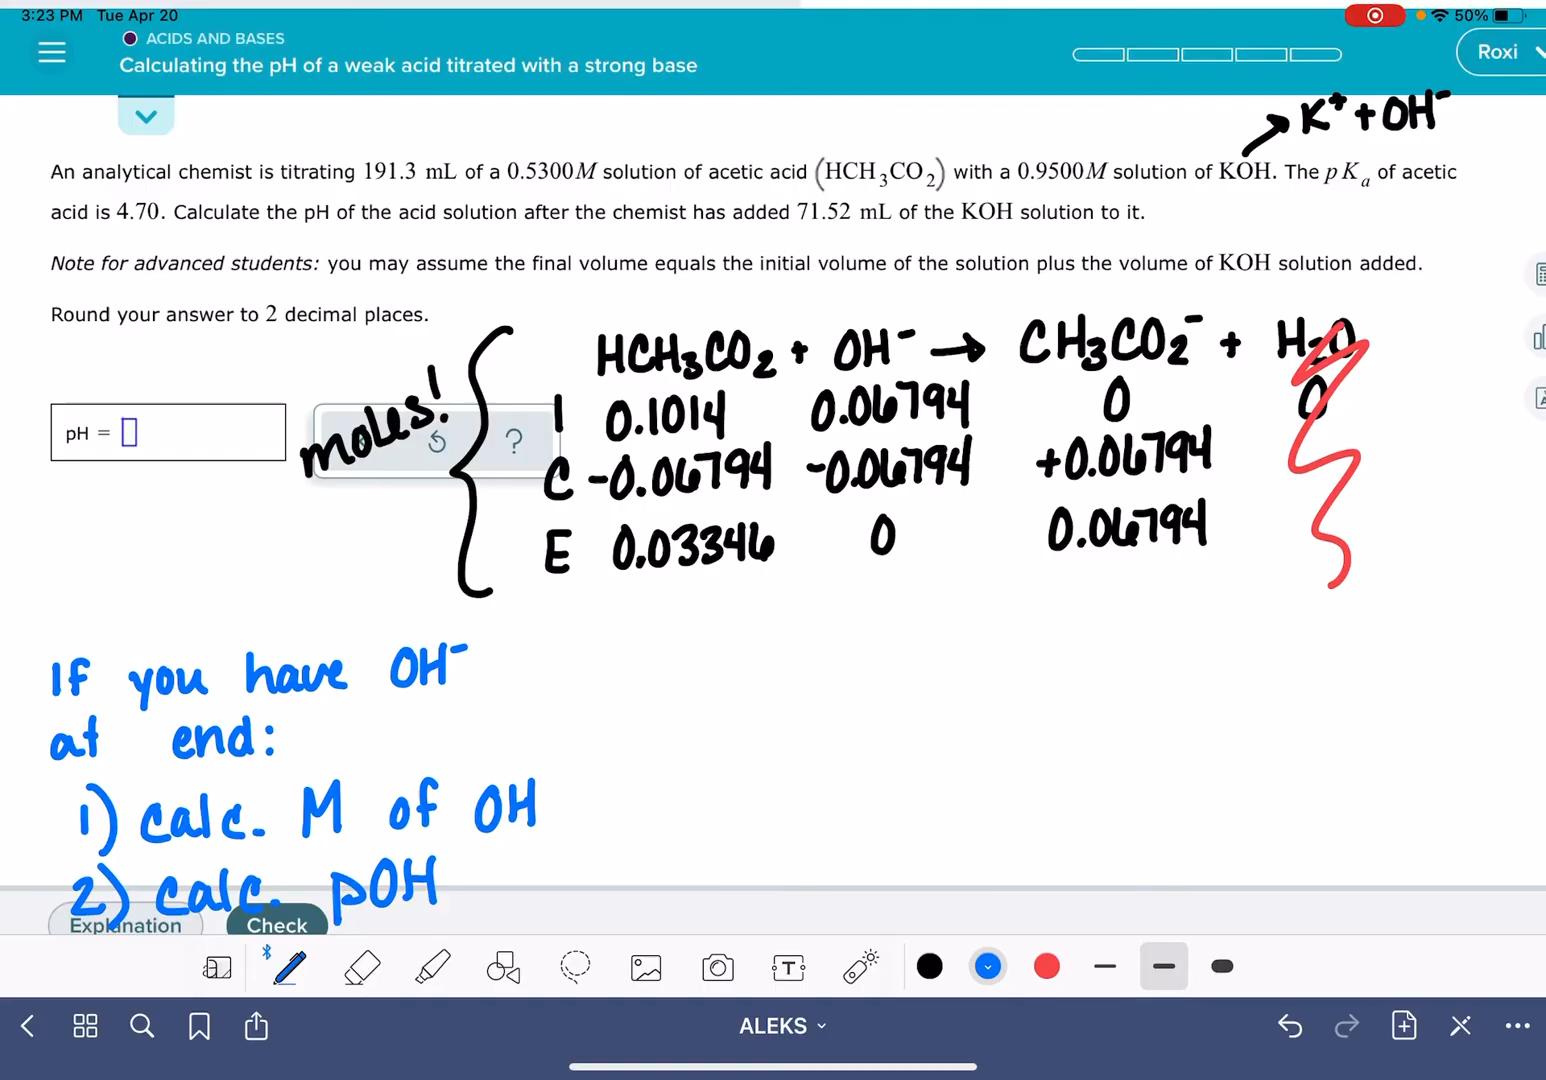 3:23 PM Tue Apr 20
50%
ACIDS AND BASES
Calculating the pH of a weak acid titrated with a strong base
Roxi
K⁺ + OH⁻
An analytical chemist is titrating 191.3 mL of a 0.5300 M solution of acetic acid (HCH₃CO₂) with a 0.9500 M solution of KOH. The pKₐ of acetic
acid is 4.70. Calculate the pH of the acid solution after the chemist has added 71.52 mL of the KOH solution to it.
Note for advanced students: you may assume the final volume equals the initial volume of the solution plus the volume of KOH solution added.
Round your answer to 2 decimal places.
HCH₃CO₂ + OH⁻ → CH₃CO₂⁻ + H₂O
I 0.1014 0.06794 0 0
C -0.06794 -0.06794 +0.06794
E 0.03346 0 0.06794
moles!
pH =
?
If you have OH⁻
at end:
1) calc. M of OH
2) calc. pOH
Explanation Check
T
ALEKS